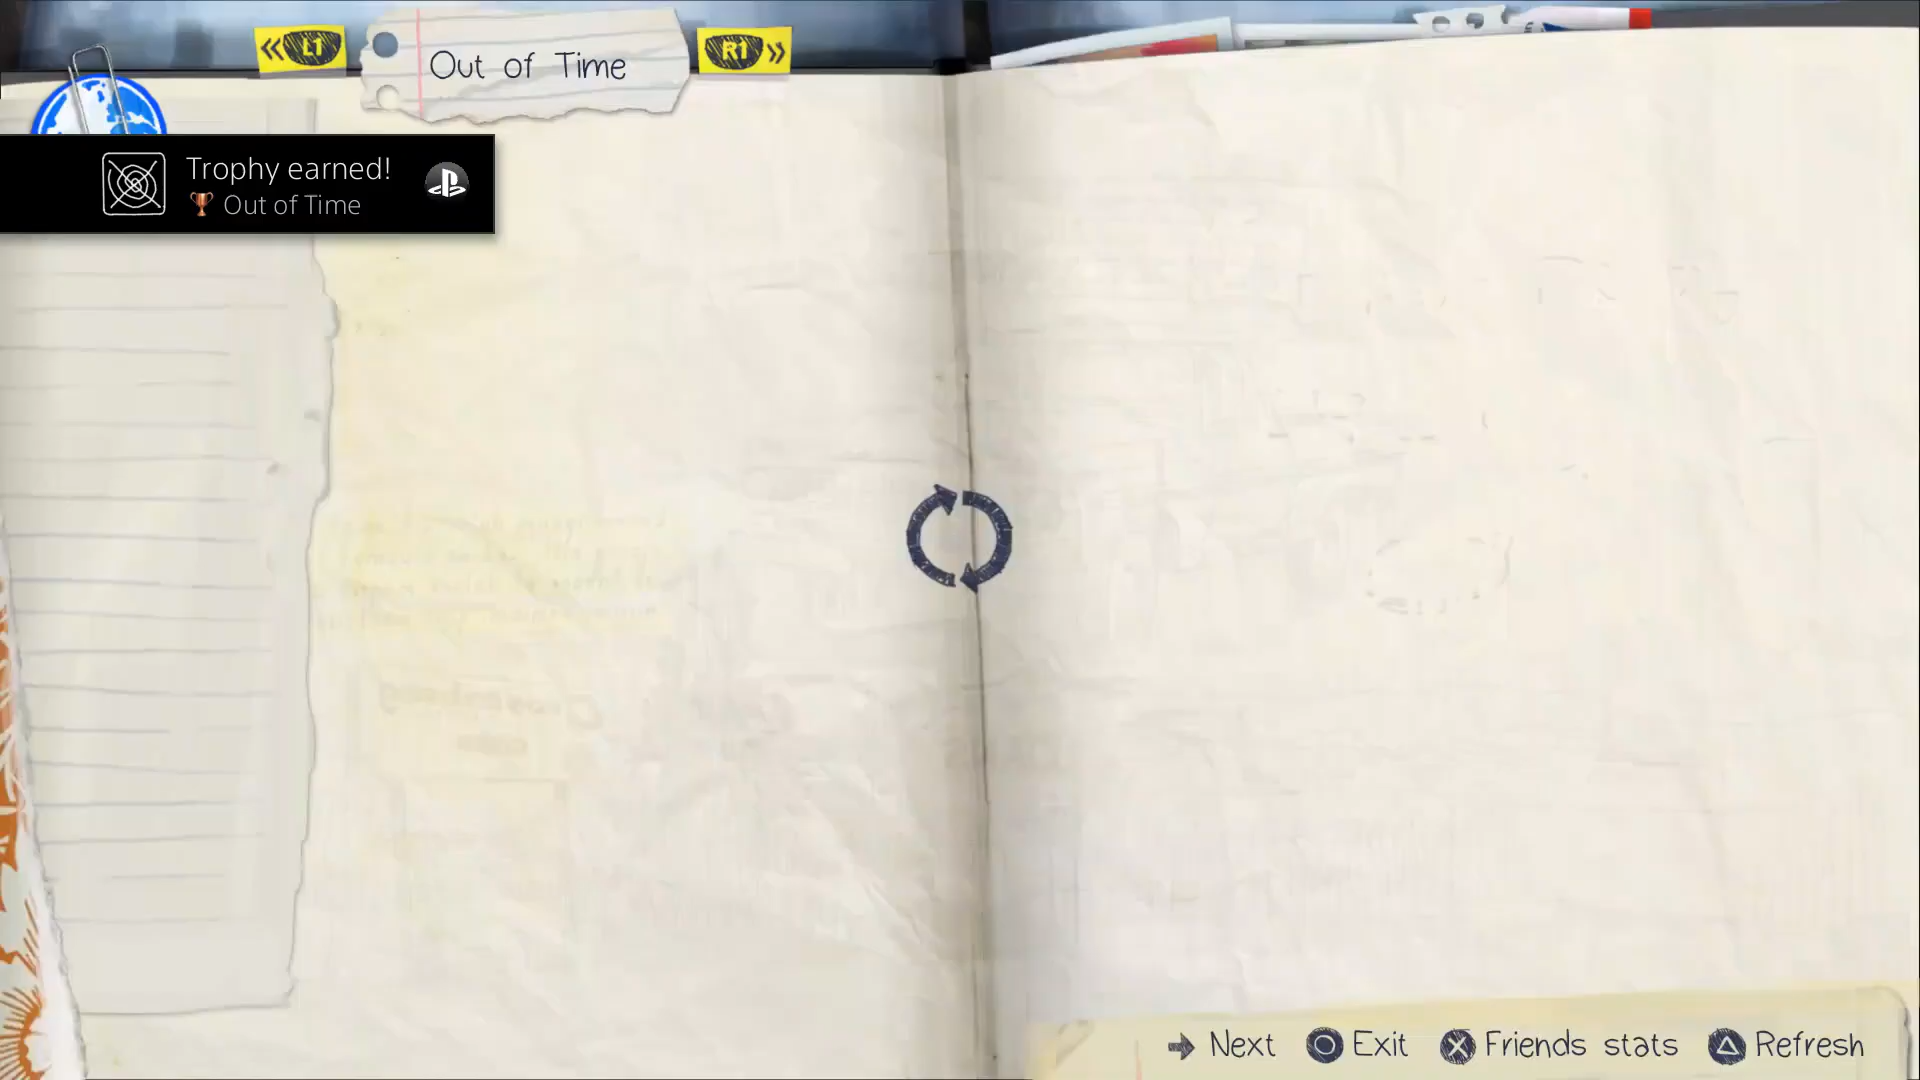 L1
Out of Time
R1
Trophy earned!
Out of Time
Next
Exit
Friends stats
Refresh